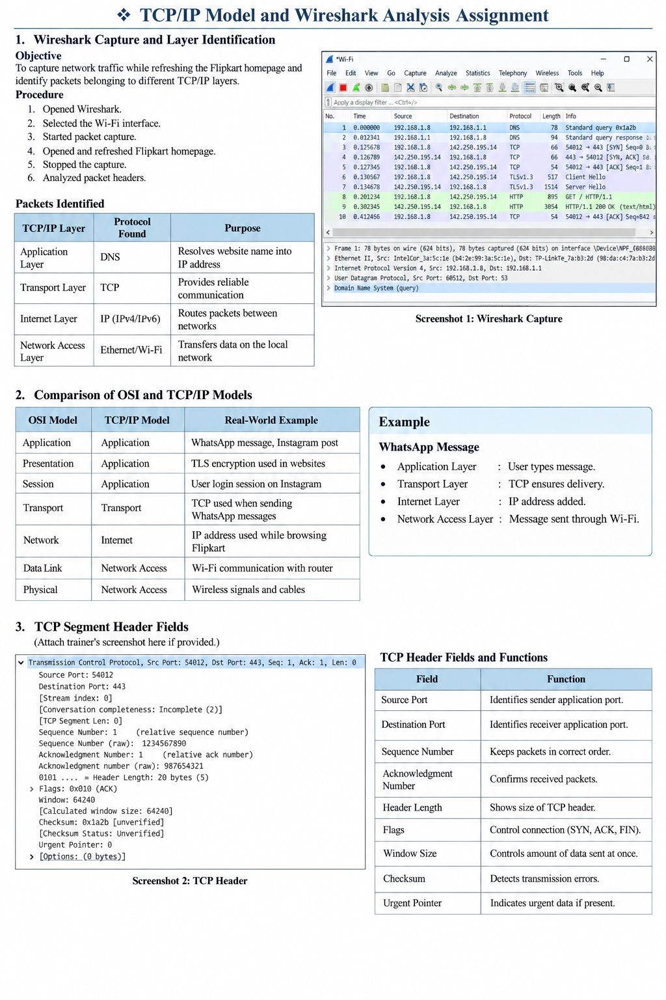 ❖ TCP/IP Model and Wireshark Analysis Assignment
1. Wireshark Capture and Layer Identification
Objective
To capture network traffic while refreshing the Flipkart homepage and
identify packets belonging to different TCP/IP layers.
Procedure
1. Opened Wireshark.
2. Selected the Wi-Fi interface.
3. Started packet capture.
4. Opened and refreshed Flipkart homepage.
5. Stopped the capture.
6. Analyzed packet headers.
Packets Identified
TCP/IP Layer Protocol Found Purpose
Application Layer DNS Resolves website name into IP address
Transport Layer TCP Provides reliable communication
Internet Layer IP (IPv4/IPv6) Routes packets between networks
Network Access Layer Ethernet/Wi-Fi Transfers data on the local network
*Wi-Fi
File Edit View Go Capture Analyze Statistics Telephony Wireless Tools Help
Apply a display filter ... <Ctrl-/>
No. Time Source Destination Protocol Length Info
1 0.000000 192.168.1.8 192.168.1.1 DNS 78 Standard query 0x1a2b
2 0.012341 192.168.1.1 192.168.1.8 DNS 94 Standard query response
3 0.125678 192.168.1.8 142.250.195.14 TCP 66 54012 → 443 [SYN] Seq=0
4 0.126789 142.250.195.14 192.168.1.8 TCP 66 443 → 54012 [SYN, ACK]
5 0.127345 192.168.1.8 142.250.195.14 TCP 54 54012 → 443 [ACK] Seq=1
6 0.130567 192.168.1.8 142.250.195.14 TLSv1.3 517 Client Hello
7 0.134678 142.250.195.14 192.168.1.8 TLSv1.3 1514 Server Hello
8 0.201234 192.168.1.8 142.250.195.14 HTTP 895 GET / HTTP/1.1
9 0.302345 142.250.195.14 192.168.1.8 HTTP 3054 HTTP/1.1 200 OK (text/html)
10 0.412456 192.168.1.8 142.250.195.14 TCP 54 54012 → 443 [ACK] Seq=842
Frame 1: 78 bytes on wire (624 bits), 78 bytes captured (624 bits) on interface
Ethernet II, Src: IntelCor_3a:5c:1e (b4:2e:99:3a:5c:1e), Dst: TP-LinkTe_7a:b3:2d (98:da:c4:7a:b3:2d
Internet Protocol Version 4, Src: 192.168.1.8, Dst: 192.168.1.1
User Datagram Protocol, Src Port: 60512, Dst Port: 53
Domain Name System (query)
Screenshot 1: Wireshark Capture
2. Comparison of OSI and TCP/IP Models
OSI Model TCP/IP Model Real-World Example
Application Application WhatsApp message, Instagram post
Presentation Application TLS encryption used in websites
Session Application User login session on Instagram
Transport Transport TCP used when sending WhatsApp messages
Network Internet IP address used while browsing Flipkart
Data Link Network Access Wi-Fi communication with router
Physical Network Access Wireless signals and cables
Example
WhatsApp Message
• Application Layer : User types message.
• Transport Layer : TCP ensures delivery.
• Internet Layer : IP address added.
• Network Access Layer : Message sent through Wi-Fi.
3. TCP Segment Header Fields
(Attach trainer's screenshot here if provided.)
Transmission Control Protocol, Src Port: 54012, Dst Port: 443, Seq: 1, Ack: 1, Len: 0
Source Port: 54012
Destination Port: 443
[Stream index: 0]
[Conversation completeness: Incomplete (2)]
[TCP Segment Len: 0]
Sequence Number: 1 (relative sequence number)
Sequence Number (raw): 1234567890
Acknowledgment Number: 1 (relative ack number)
Acknowledgment number (raw): 987654321
0101 .... = Header Length: 20 bytes (5)
Flags: 0x010 (ACK)
Window: 64240
[Calculated window size: 64240]
Checksum: 0x1a2b [unverified]
[Checksum Status: Unverified]
Urgent Pointer: 0
[Options: (0 bytes)]
Screenshot 2: TCP Header
TCP Header Fields and Functions
Field Function
Source Port Identifies sender application port.
Destination Port Identifies receiver application port.
Sequence Number Keeps packets in correct order.
Acknowledgment Number Confirms received packets.
Header Length Shows size of TCP header.
Flags Control connection (SYN, ACK, FIN).
Window Size Controls amount of data sent at once.
Checksum Detects transmission errors.
Urgent Pointer Indicates urgent data if present.